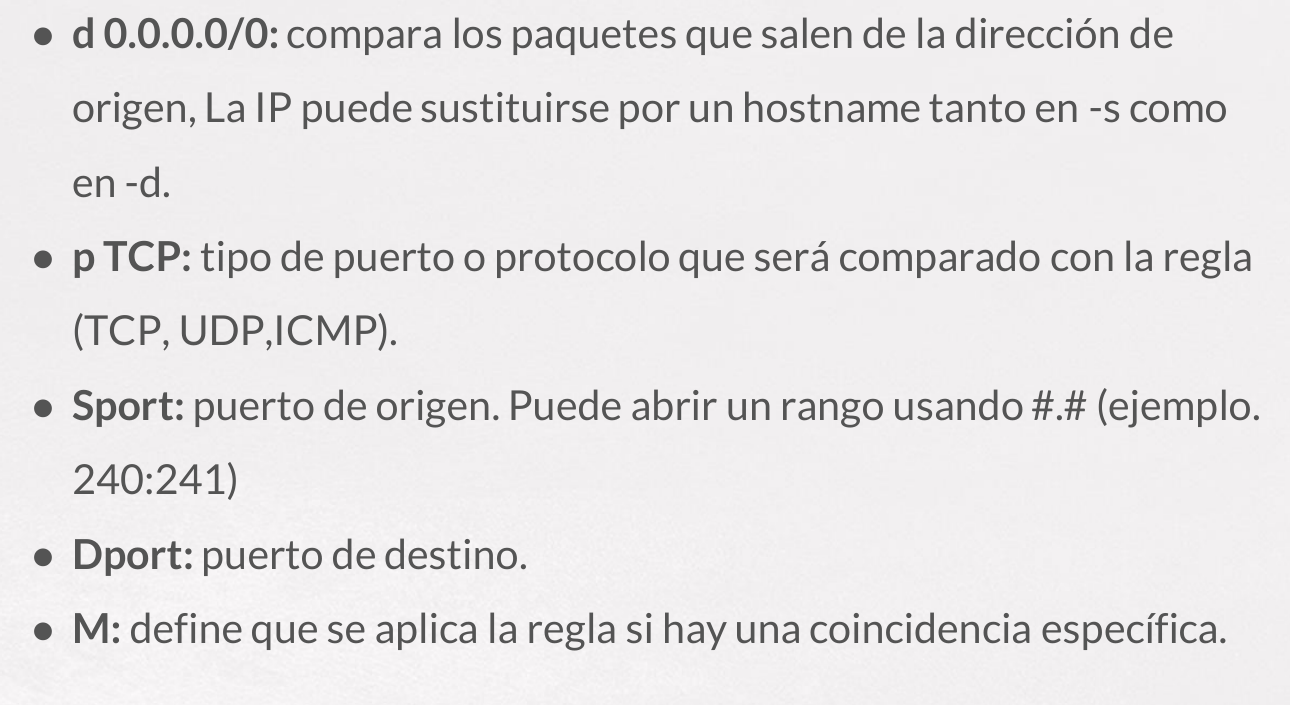 ● d 0.0.0.0/0: compara los paquetes que salen de la dirección de
origen, La IP puede sustituirse por un hostname tanto en -s como
en -d.
● p TCP: tipo de puerto o protocolo que será comparado con la regla
(TCP, UDP,ICMP).
● Sport: puerto de origen. Puede abrir un rango usando #.# (ejemplo.
240:241)
● Dport: puerto de destino.
● M: define que se aplica la regla si hay una coincidencia específica.